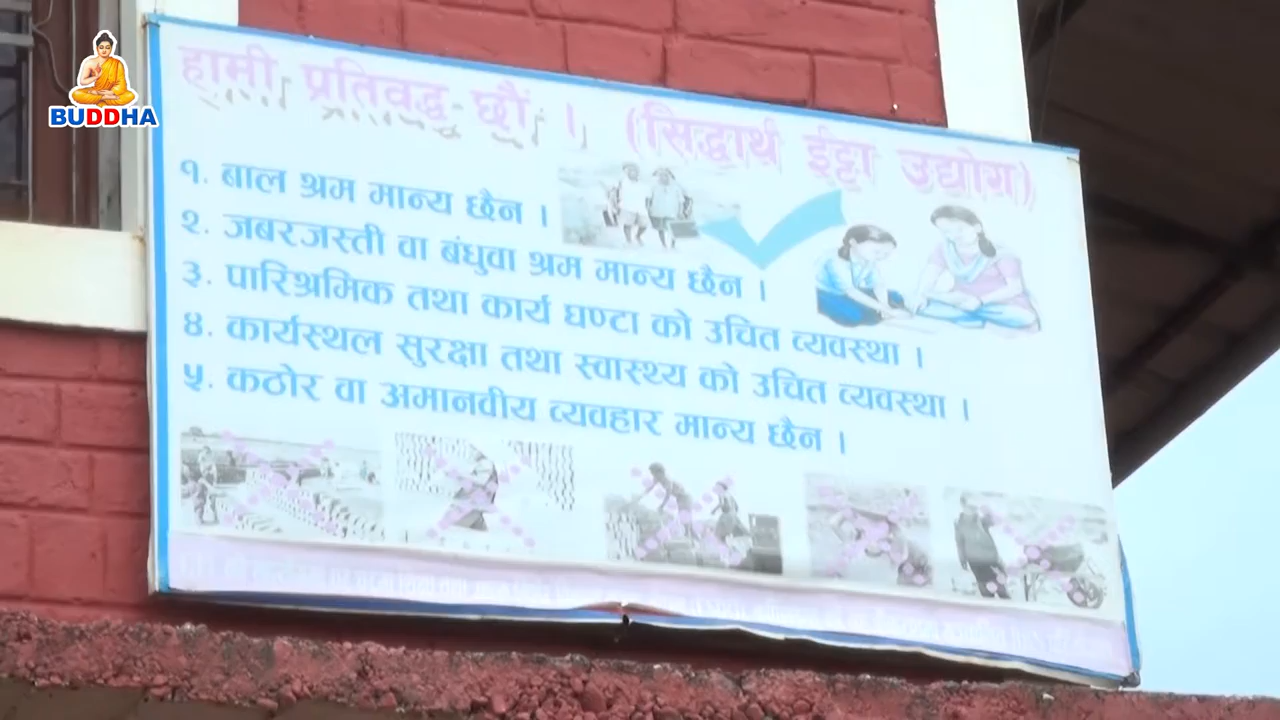 BUDDHA
हामी प्रतिवद्ध छौं । (सिद्धार्थ ईट्टा उद्योग)
१. बाल श्रम मान्य छैन ।
२. जबरजस्ती वा बंधुवा श्रम मान्य छैन ।
३. पारिश्रमिक तथा कार्य घण्टा को उचित व्यवस्था ।
४. कार्यस्थल सुरक्षा तथा स्वास्थ्य को उचित व्यवस्था ।
५. कठोर वा अमानवीय व्यवहार मान्य छैन ।